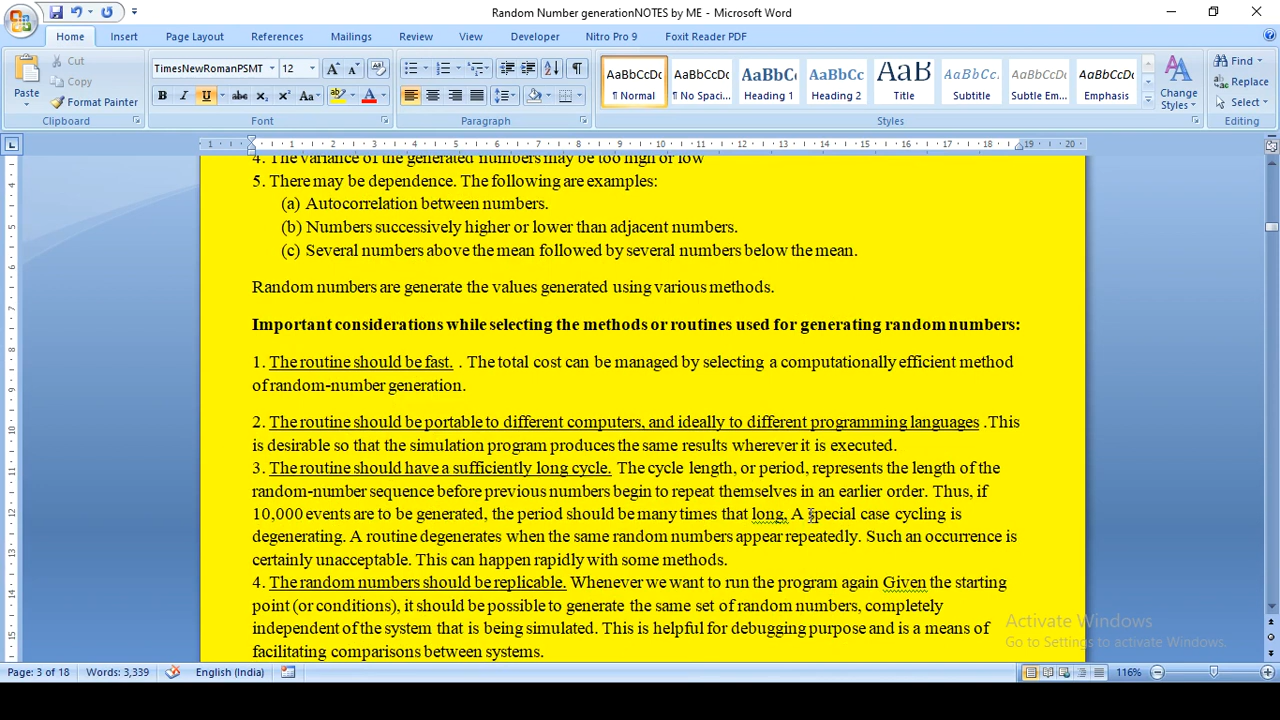 Random Number generationNOTES by ME - Microsoft Word
Home Insert Page Layout References Mailings Review View Developer Nitro Pro 9 Foxit Reader PDF
Paste
Cut
Copy
Format Painter
Clipboard
TimesNewRomanPSMT 12
Font
Paragraph
AaBbCcDc AaBbCcDc AaBbCc AaBbCc AaB AaBbCc. AaBbCcDc AaBbCcDc
¶ Normal ¶ No Spaci... Heading 1 Heading 2 Title Subtitle Subtle Em... Emphasis
Change Styles
Styles
Find
Replace
Select
Editing
4. The variance of the generated numbers may be too high or low
5. There may be dependence. The following are examples:
(a) Autocorrelation between numbers.
(b) Numbers successively higher or lower than adjacent numbers.
(c) Several numbers above the mean followed by several numbers below the mean.
Random numbers are generate the values generated using various methods.
Important considerations while selecting the methods or routines used for generating random numbers:
1. The routine should be fast. . The total cost can be managed by selecting a computationally efficient method
of random-number generation.
2. The routine should be portable to different computers, and ideally to different programming languages .This
is desirable so that the simulation program produces the same results wherever it is executed.
3. The routine should have a sufficiently long cycle. The cycle length, or period, represents the length of the
random-number sequence before previous numbers begin to repeat themselves in an earlier order. Thus, if
10,000 events are to be generated, the period should be many times that long, A special case cycling is
degenerating. A routine degenerates when the same random numbers appear repeatedly. Such an occurrence is
certainly unacceptable. This can happen rapidly with some methods.
4. The random numbers should be replicable. Whenever we want to run the program again Given the starting
point (or conditions), it should be possible to generate the same set of random numbers, completely
independent of the system that is being simulated. This is helpful for debugging purpose and is a means of
facilitating comparisons between systems.
Activate Windows
Go to Settings to activate Windows.
Page: 3 of 18 Words: 3,339 English (India) 116%